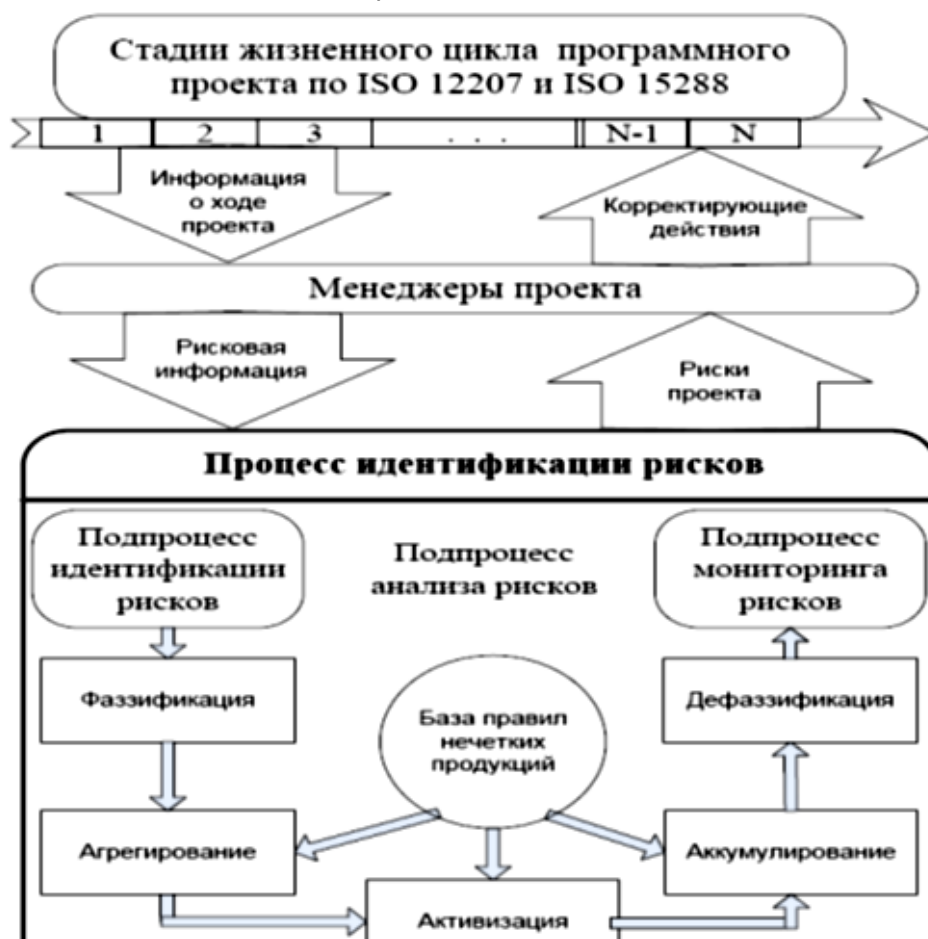 Стадии жизненного цикла программного
проекта по ISO 12207 и ISO 15288
1 2 3 . . . N-1 N
Информация
о ходе
проекта
Корректирующие
действия
Менеджеры проекта
Рисковая
информация
Риски
проекта
Процесс идентификации рисков
Подпроцесс
идентификации
рисков
Подпроцесс
анализа рисков
Подпроцесс
мониторинга
рисков
Фаззификация
База правил
нечетких
продукций
Дефаззификация
Агрегирование
Аккумулирование
Активизация